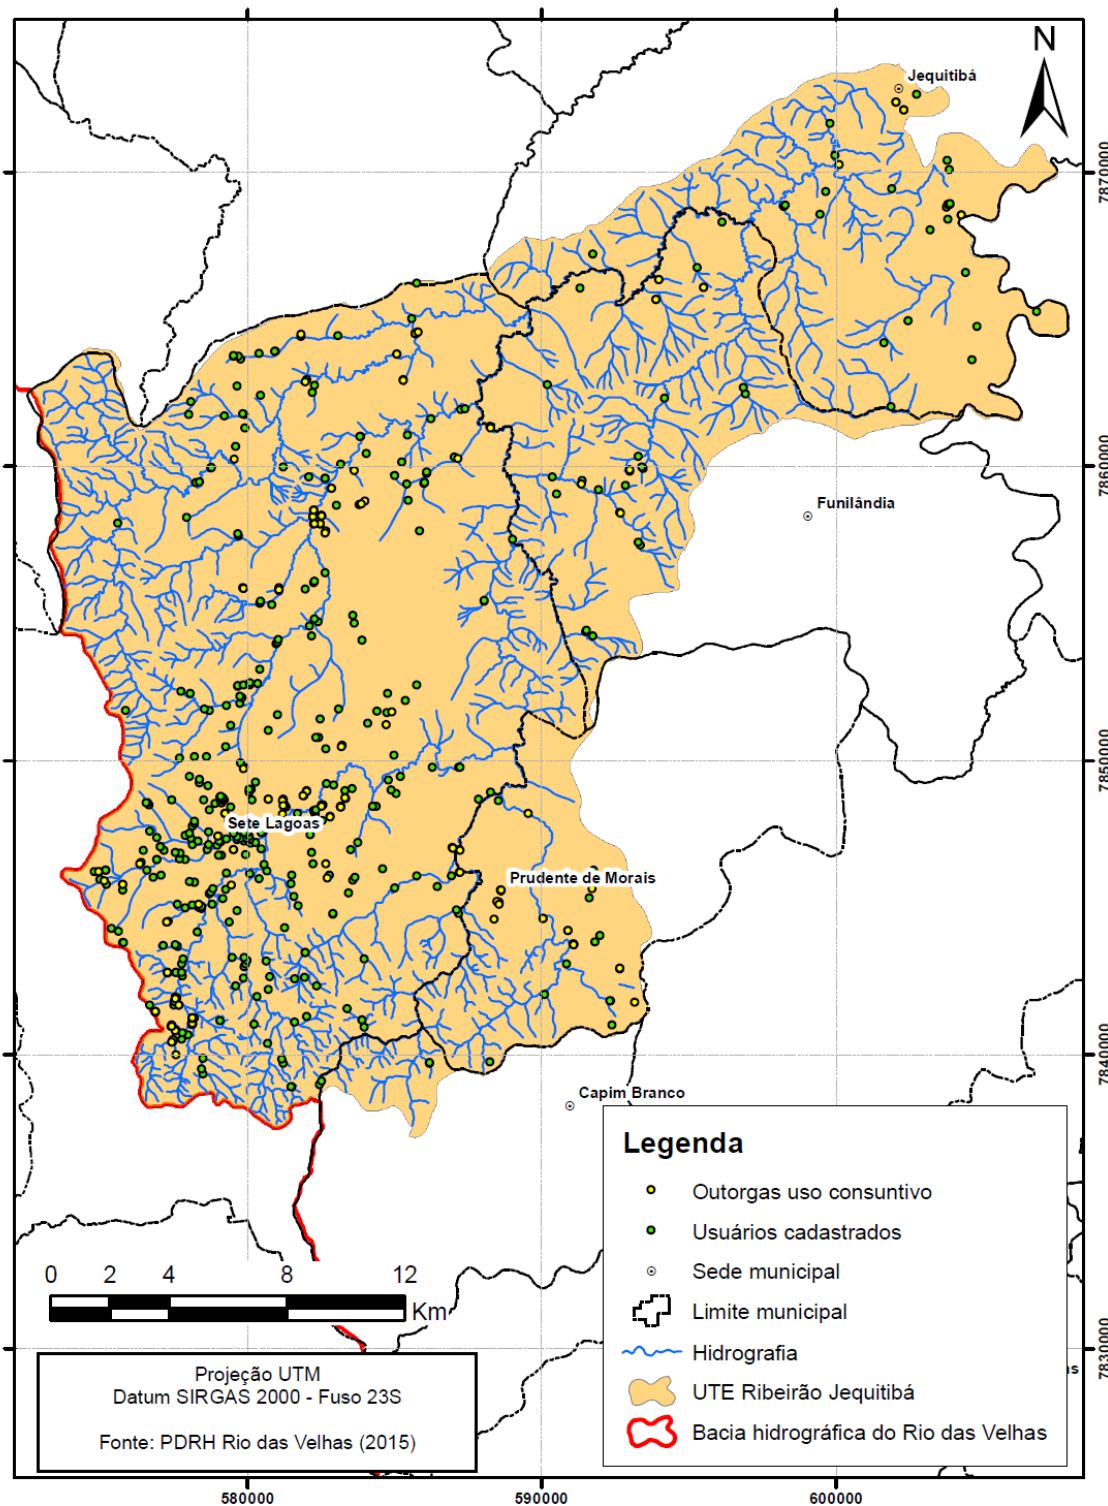 N
Jequitibá
7870000
7860000
Funilândia
7850000
Sete Lagoas
Prudente de Morais
7840000
Capim Branco
Legenda
Outorgas uso consuntivo
Usuários cadastrados
Sede municipal
Limite municipal
Hidrografia
UTE Ribeirão Jequitibá
Bacia hidrográfica do Rio das Velhas
0 2 4 8 12
Km
7830000
Projeção UTM
Datum SIRGAS 2000 - Fuso 23S
Fonte: PDRH Rio das Velhas (2015)
580000 590000 600000